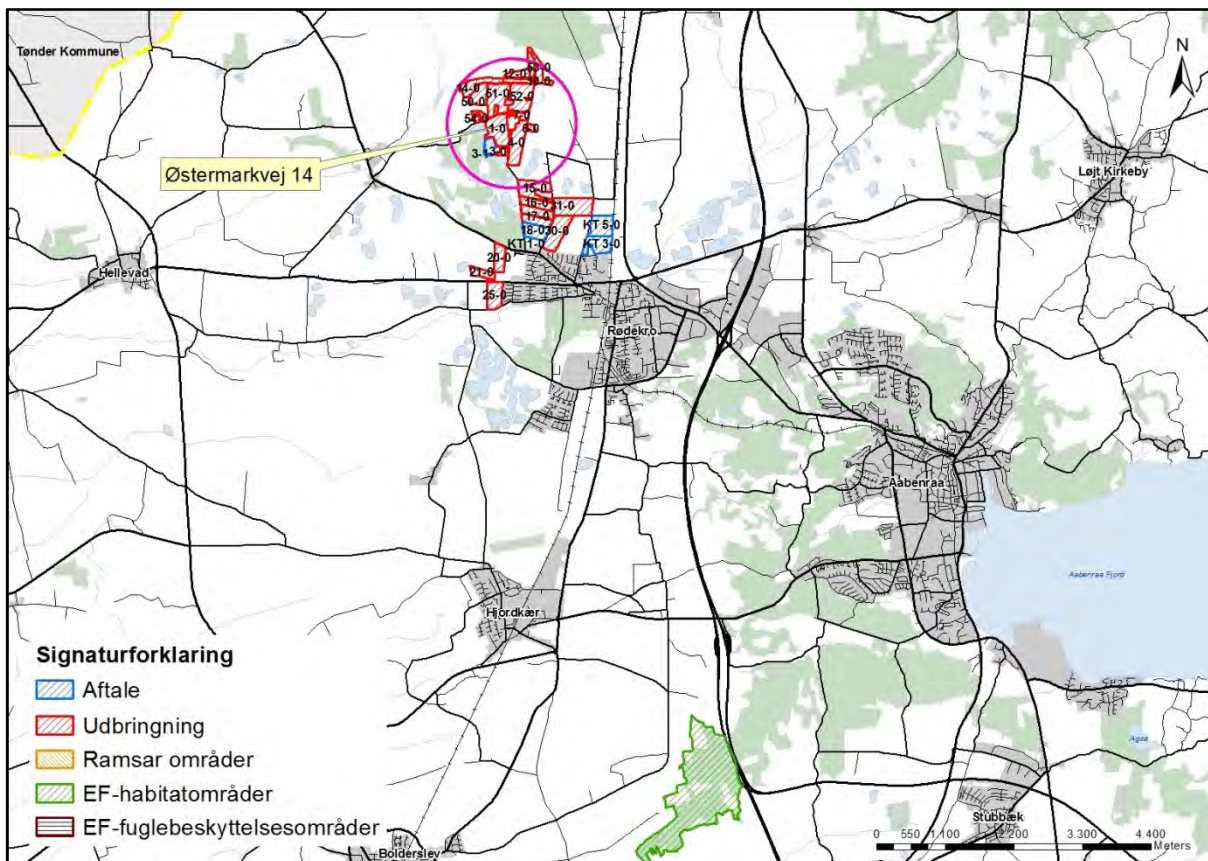 Tønder Kommune
N
53-0
12-0
14-0
51-0
52-0
50-0
54-0
1-0
4-0
3-1
3-0
Østermarkvej 14
Løjt Kirkeby
15-0
16-0
31-0
17-0
18-0
30-0
KT 5-0
KT 1-0
KT 3-0
20-0
21-0
Hellevad
25-0
Rødekro
Aabenraa
Aabenraa Fjord
Hjordkær
Signaturforklaring
Aftale
Udbringning
Ramsar områder
EF-habitatområder
EF-fuglebeskyttelsesområder
Bolderslev
Stubbæk
0 550 1.100 2.200 3.300 4.400
Meters